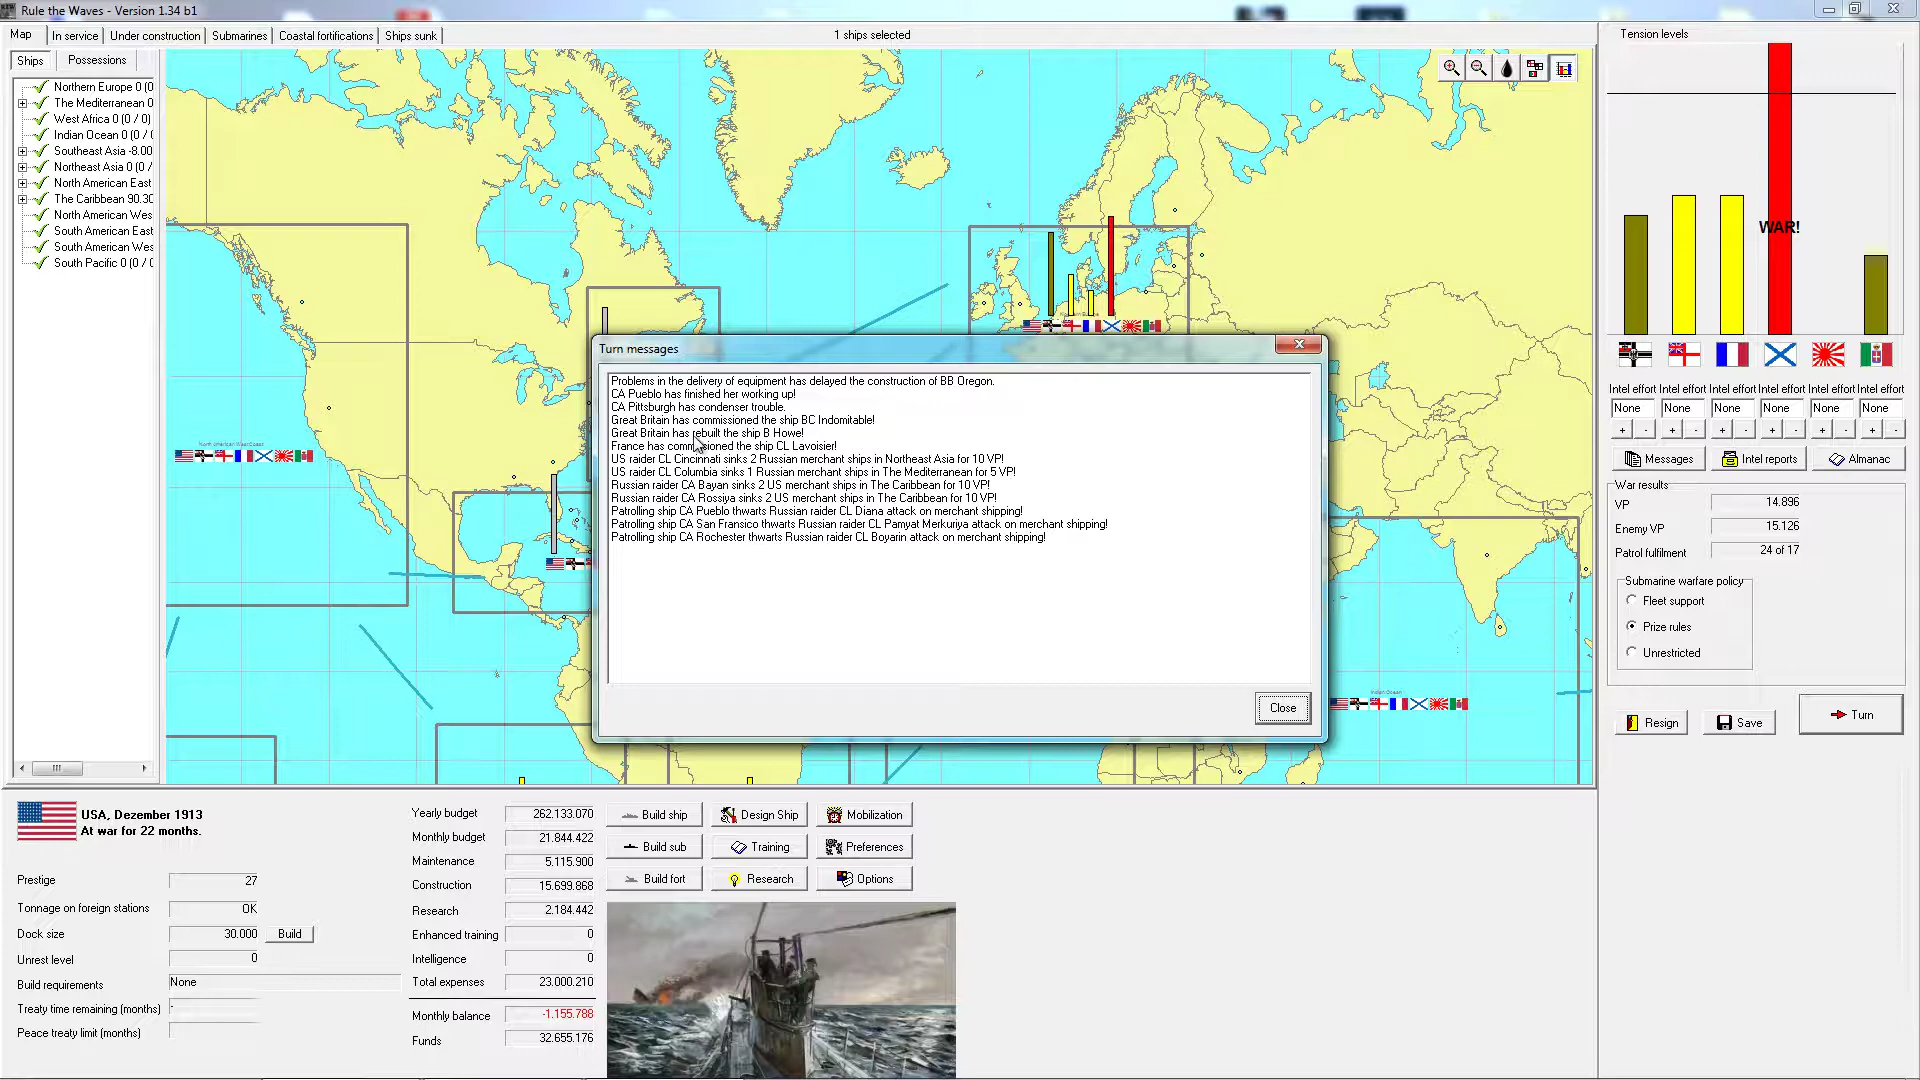 Rule the Waves - Version 1.34 b1
Map
In service
Under construction
Submarines
Coastal fortifications
Ships sunk
1 ships selected
Tension levels
Ships
Possessions
Northern Europe 0 (0
The Mediterranean 0
West Africa 0 (0 / 0)
Indian Ocean 0 (0 / 0
Southeast Asia -8.00
Northeast Asia 0 (0 /
North American East
The Caribbean 90.30
North American Wes
South American East
South American Wes
South Pacific 0 (0 / 0
WAR!
North American West Coast
Indian Ocean
Turn messages
Problems in the delivery of equipment has delayed the construction of BB Oregon.
CA Pueblo has finished her working up!
CA Pittsburgh has condenser trouble.
Great Britain has commissioned the ship BC Indomitable!
Great Britain has rebuilt the ship B Howe!
France has commissioned the ship CL Lavoisier!
US raider CL Cincinnati sinks 2 Russian merchant ships in Northeast Asia for 10 VP!
US raider CL Columbia sinks 1 Russian merchant ships in The Mediterranean for 5 VP!
Russian raider CA Bayan sinks 2 US merchant ships in The Caribbean for 10 VP!
Russian raider CA Rossiya sinks 2 US merchant ships in The Caribbean for 10 VP!
Patrolling ship CA Pueblo thwarts Russian raider CL Diana attack on merchant shipping!
Patrolling ship CA San Fransico thwarts Russian raider CL Pamyat Merkuriya attack on merchant shipping!
Patrolling ship CA Rochester thwarts Russian raider CL Boyarin attack on merchant shipping!
Close
Intel effort Intel effort Intel effort Intel effort Intel effort Intel effort
None None None None None None
+ - + - + - + - + - + -
Messages
Intel reports
Almanac
War results
VP 14.896
Enemy VP 15.126
Patrol fulfilment 24 of 17
Submarine warfare policy
Fleet support
Prize rules
Unrestricted
Resign
Save
Turn
USA, Dezember 1913
At war for 22 months.
Prestige 27
Tonnage on foreign stations OK
Dock size 30.000 Build
Unrest level 0
Build requirements None
Treaty time remaining (months) -
Peace treaty limit (months)
Yearly budget 262.133.070
Monthly budget 21.844.422
Maintenance 5.115.900
Construction 15.699.868
Research 2.184.442
Enhanced training 0
Intelligence 0
Total expenses 23.000.210
Monthly balance -1.155.788
Funds 32.655.176
Build ship
Design Ship
Mobilization
Build sub
Training
Preferences
Build fort
Research
Options